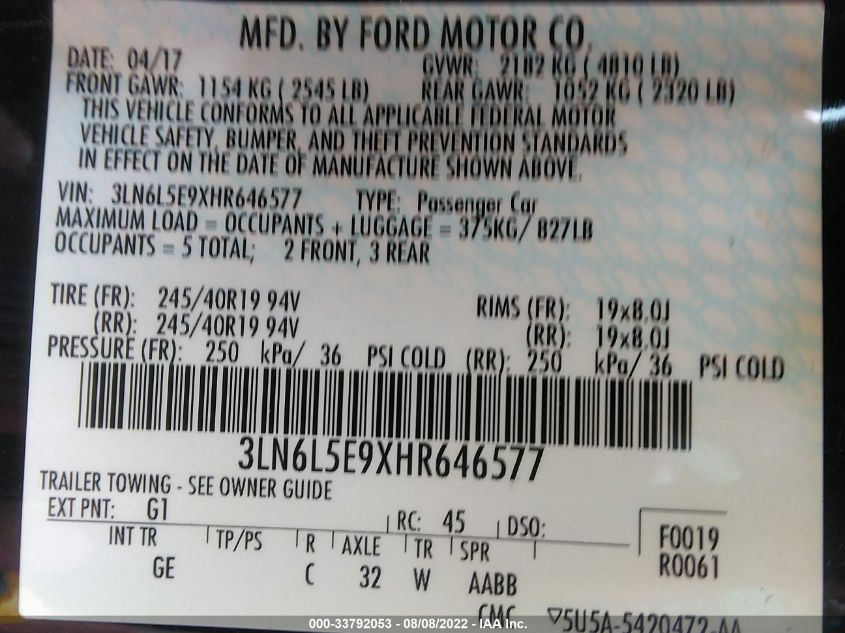 MFD. BY FORD MOTOR CO.
DATE: 04/17 GVWR: 2182 KG ( 4810 LB)
FRONT GAWR: 1154 KG ( 2545 LB) REAR GAWR: 1052 KG ( 2320 LB)
THIS VEHICLE CONFORMS TO ALL APPLICABLE FEDERAL MOTOR
VEHICLE SAFETY, BUMPER, AND THEFT PREVENTION STANDARDS
IN EFFECT ON THE DATE OF MANUFACTURE SHOWN ABOVE.
VIN: 3LN6L5E9XHR646577 TYPE: Passenger Car
MAXIMUM LOAD = OCCUPANTS + LUGGAGE = 375KG/ 827LB
OCCUPANTS = 5 TOTAL; 2 FRONT, 3 REAR
TIRE (FR): 245/40R19 94V RIMS (FR): 19x8.0J
(RR): 245/40R19 94V (RR): 19x8.0J
PRESSURE (FR): 250 kPa/ 36 PSI COLD (RR): 250 kPa/ 36 PSI COLD
3LN6L5E9XHR646577
TRAILER TOWING - SEE OWNER GUIDE
EXT PNT: G1 RC: 45 DSO: F0019
INT TR TP/PS R AXLE TR SPR R0061
GE C 32 W AABB
CMC 5U5A-5420472-AA
000-33792053 - 08/08/2022 - IAA Inc.